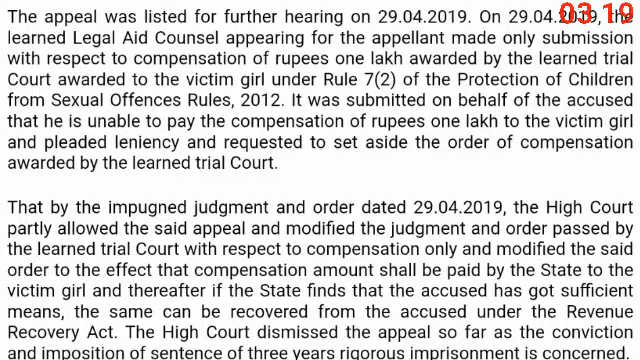 The appeal was listed for further hearing on 29.04.2019. On 29.04.2019, the
learned Legal Aid Counsel appearing for the appellant made only submission
with respect to compensation of rupees one lakh awarded by the learned trial
Court awarded to the victim girl under Rule 7(2) of the Protection of Children
from Sexual Offences Rules, 2012. It was submitted on behalf of the accused
that he is unable to pay the compensation of rupees one lakh to the victim girl
and pleaded leniency and requested to set aside the order of compensation
awarded by the learned trial Court.
That by the impugned judgment and order dated 29.04.2019, the High Court
partly allowed the said appeal and modified the judgment and order passed by
the learned trial Court with respect to compensation only and modified the said
order to the effect that compensation amount shall be paid by the State to the
victim girl and thereafter if the State finds that the accused has got sufficient
means, the same can be recovered from the accused under the Revenue
Recovery Act. The High Court dismissed the appeal so far as the conviction
and imposition of sentence of three years rigorous imprisonment is concerned.
03.19